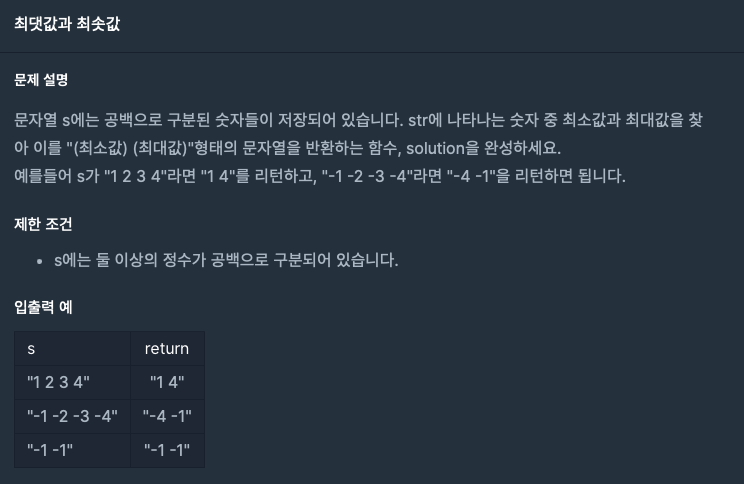 최댓값과 최솟값
문제 설명
문자열 s에는 공백으로 구분된 숫자들이 저장되어 있습니다. str에 나타나는 숫자 중 최소값과 최대값을 찾
아 이를 "(최소값) (최대값)"형태의 문자열을 반환하는 함수, solution을 완성하세요.
예를들어 s가 "1 2 3 4"라면 "1 4"를 리턴하고, "-1 -2 -3 -4"라면 "-4 -1"을 리턴하면 됩니다.
제한 조건
• s에는 둘 이상의 정수가 공백으로 구분되어 있습니다.
입출력 예
s return
"1 2 3 4" "1 4"
"-1 -2 -3 -4" "-4 -1"
"-1 -1" "-1 -1"